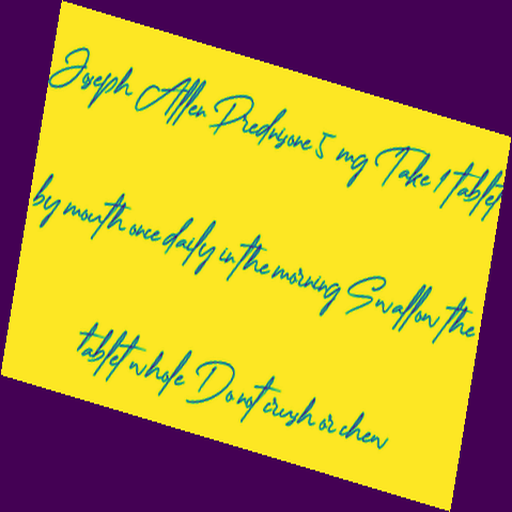 Joseph Allen Prednisone 5 mg Take 1 tablet
by mouth once daily in the morning Swallow the
tablet whole Do not crush or chew